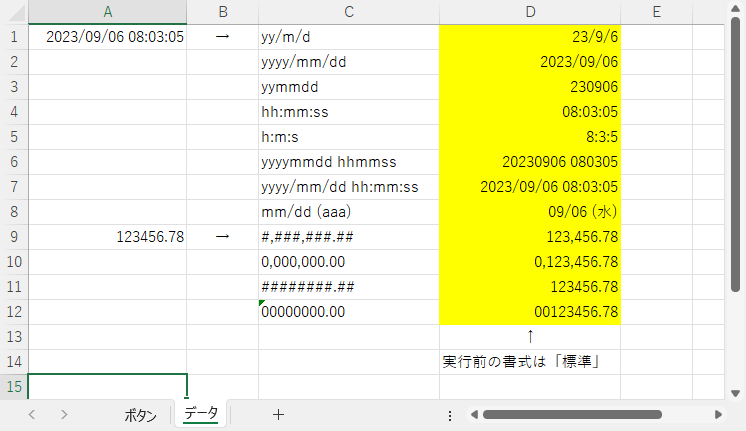 A B C D E
1 2023/09/06 08:03:05 → yy/m/d 23/9/6
2 yyyy/mm/dd 2023/09/06
3 yymmdd 230906
4 hh:mm:ss 08:03:05
5 h:m:s 8:3:5
6 yyyymmdd hhmmss 20230906 080305
7 yyyy/mm/dd hh:mm:ss 2023/09/06 08:03:05
8 mm/dd (aaa) 09/06 (水)
9 123456.78 → #,###,###.## 123,456.78
10 0,000,000.00 0,123,456.78
11 ########.## 123456.78
12 00000000.00 00123456.78
13 ↑
14 実行前の書式は「標準」
15
ボタン データ +